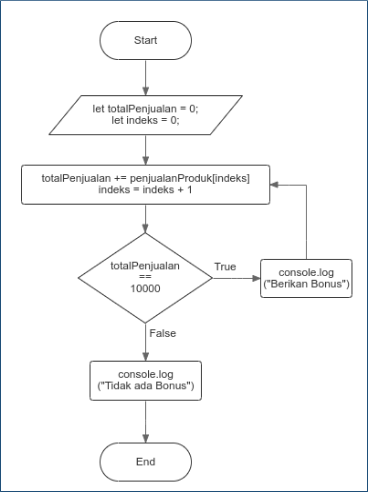 Start
let totalPenjualan = 0;
let indeks = 0;
totalPenjualan += penjualanProduk[indeks]
indeks = indeks + 1
totalPenjualan
==
10000
True
console.log
("Berikan Bonus")
False
console.log
("Tidak ada Bonus")
End